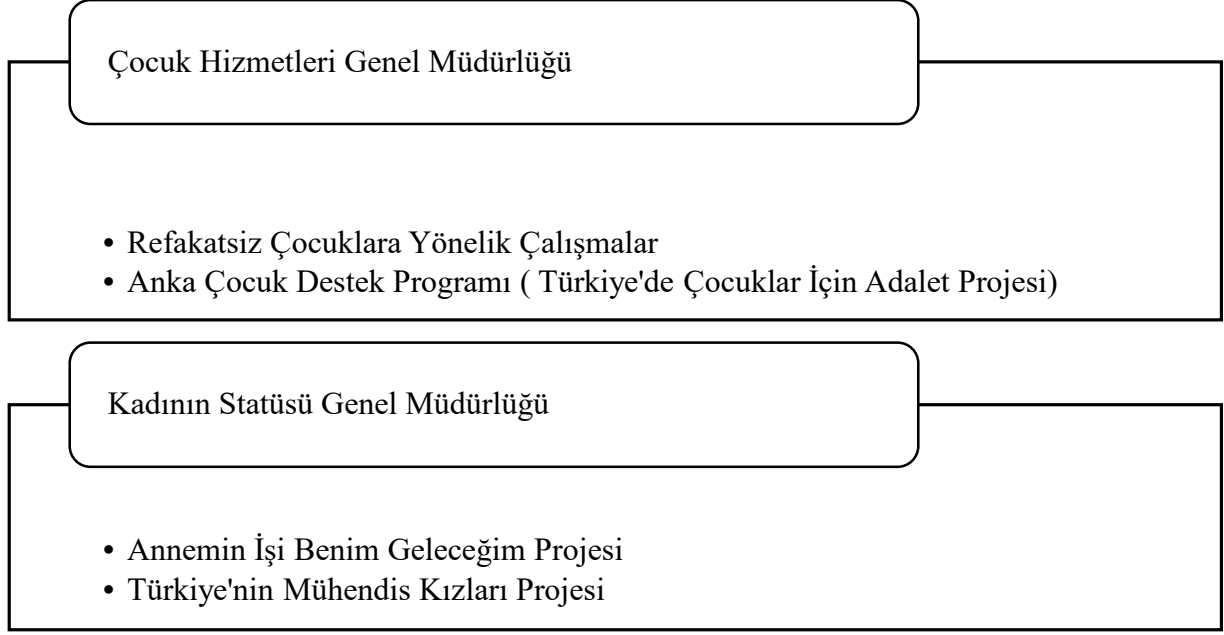 Çocuk Hizmetleri Genel Müdürlüğü
• Refakatsiz Çocuklara Yönelik Çalışmalar
• Anka Çocuk Destek Programı ( Türkiye'de Çocuklar İçin Adalet Projesi)
Kadının Statüsü Genel Müdürlüğü
• Annemin İşi Benim Geleceğim Projesi
• Türkiye'nin Mühendis Kızları Projesi